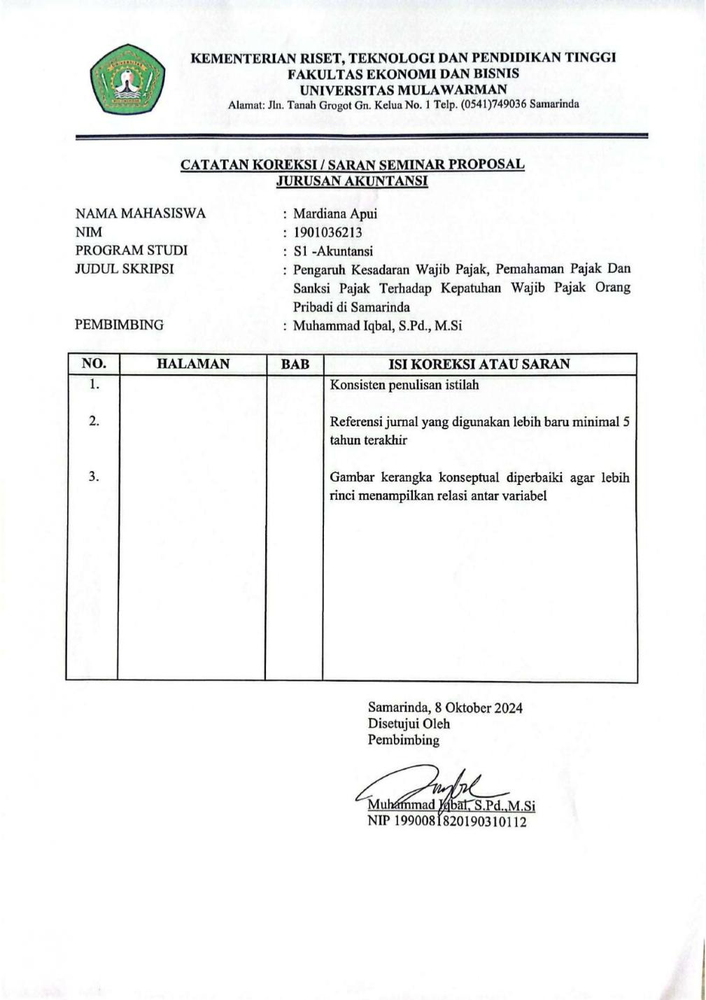 KEMENTERIAN RISET, TEKNOLOGI DAN PENDIDIKAN TINGGI
FAKULTAS EKONOMI DAN BISNIS
UNIVERSITAS MULAWARMAN
Alamat: Jln. Tanah Grogot Gn. Kelua No. 1 Telp. (0541)749036 Samarinda
CATATAN KOREKSI / SARAN SEMINAR PROPOSAL
JURUSAN AKUNTANSI
NAMA MAHASISWA : Mardiana Apui
NIM : 1901036213
PROGRAM STUDI : S1 -Akuntansi
JUDUL SKRIPSI : Pengaruh Kesadaran Wajib Pajak, Pemahaman Pajak Dan
Sanksi Pajak Terhadap Kepatuhan Wajib Pajak Orang
Pribadi di Samarinda
PEMBIMBING : Muhammad Iqbal, S.Pd., M.Si
NO. HALAMAN BAB ISI KOREKSI ATAU SARAN
1. Konsisten penulisan istilah
2. Referensi jurnal yang digunakan lebih baru minimal 5
tahun terakhir
3. Gambar kerangka konseptual diperbaiki agar lebih
rinci menampilkan relasi antar variabel
Samarinda, 8 Oktober 2024
Disetujui Oleh
Pembimbing
Muhammad Iqbal, S.Pd.,M.Si
NIP 1990081820190310112